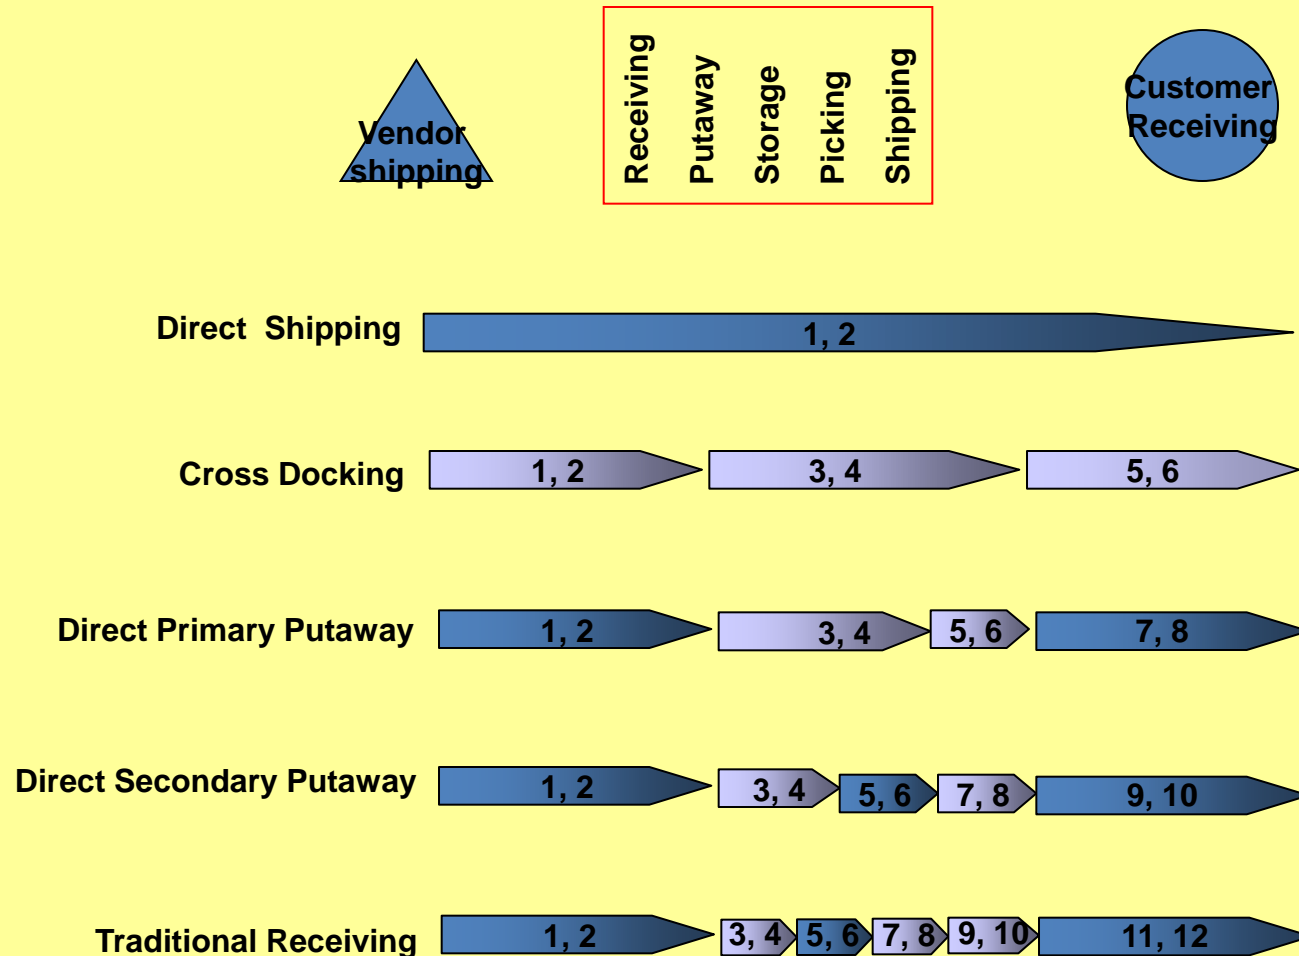 Vendor
shipping
Receiving
Putaway
Storage
Picking
Shipping
Customer
Receiving
Direct  Shipping
1, 2
Cross Docking
1, 2
3, 4
5, 6
Direct Primary Putaway
1, 2
3, 4
5, 6
7, 8
Direct Secondary Putaway
1, 2
3, 4
5, 6
7, 8
9, 10
Traditional Receiving
1, 2
3, 4
5, 6
7, 8
9, 10
11, 12